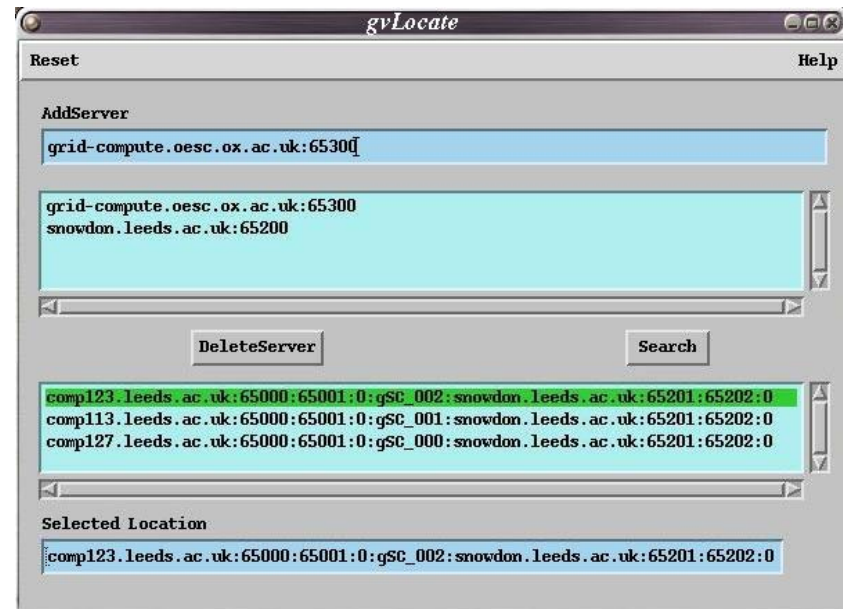 gvLocate
Reset Help
AddServer
grid-compute.oesc.ox.ac.uk:65300
grid-compute.oesc.ox.ac.uk:65300
snowdon.leeds.ac.uk:65200
DeleteServer Search
comp123.leeds.ac.uk:65000:65001:0:gSC_002:snowdon.leeds.ac.uk:65201:65202:0
comp113.leeds.ac.uk:65000:65001:0:gSC_001:snowdon.leeds.ac.uk:65201:65202:0
comp127.leeds.ac.uk:65000:65001:0:gSC_000:snowdon.leeds.ac.uk:65201:65202:0
Selected Location
comp123.leeds.ac.uk:65000:65001:0:gSC_002:snowdon.leeds.ac.uk:65201:65202:0